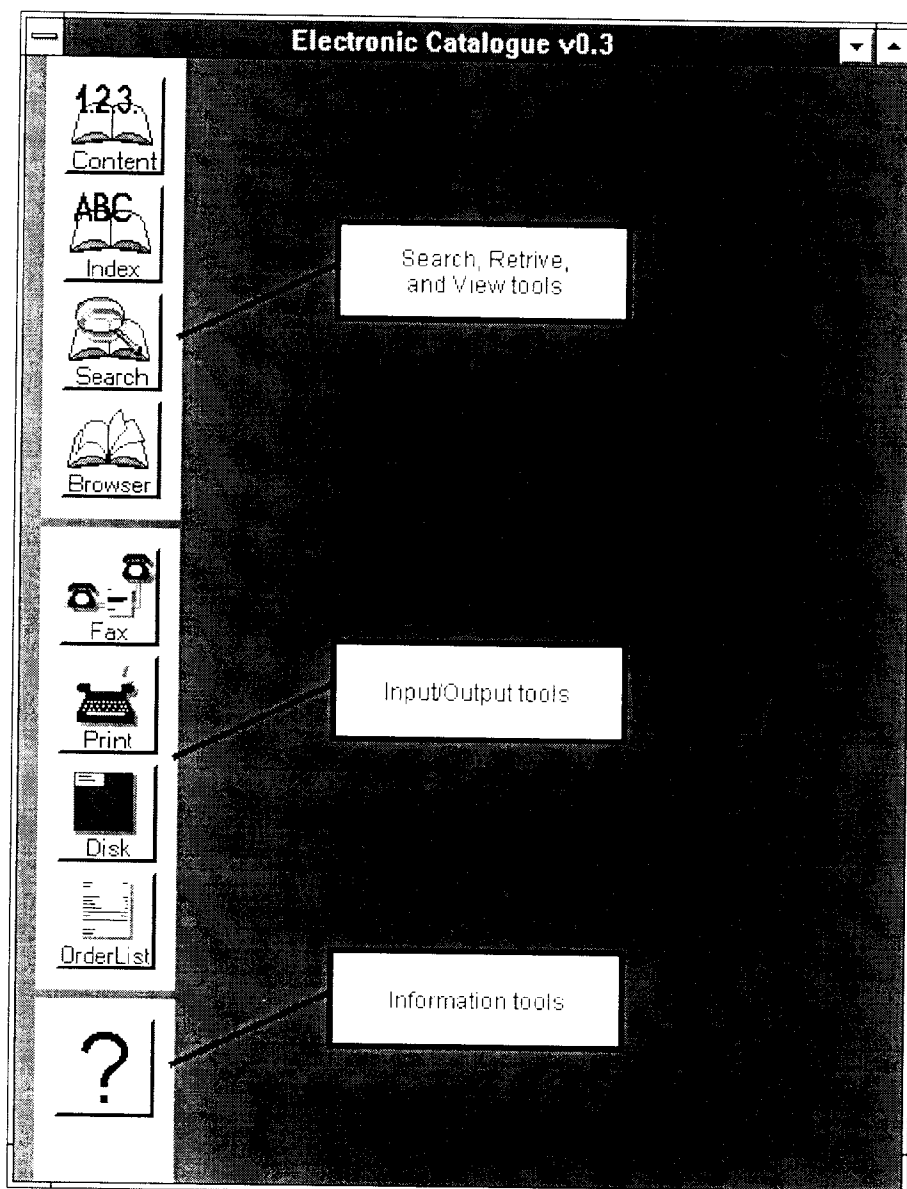 Electronic Catalogue v0.3
1.2.3.
Content
ABC
Index
Search
Browser
Search, Retrive,
and View tools
Fax
Print
Disk
OrderList
Input/Output tools
?
Information tools